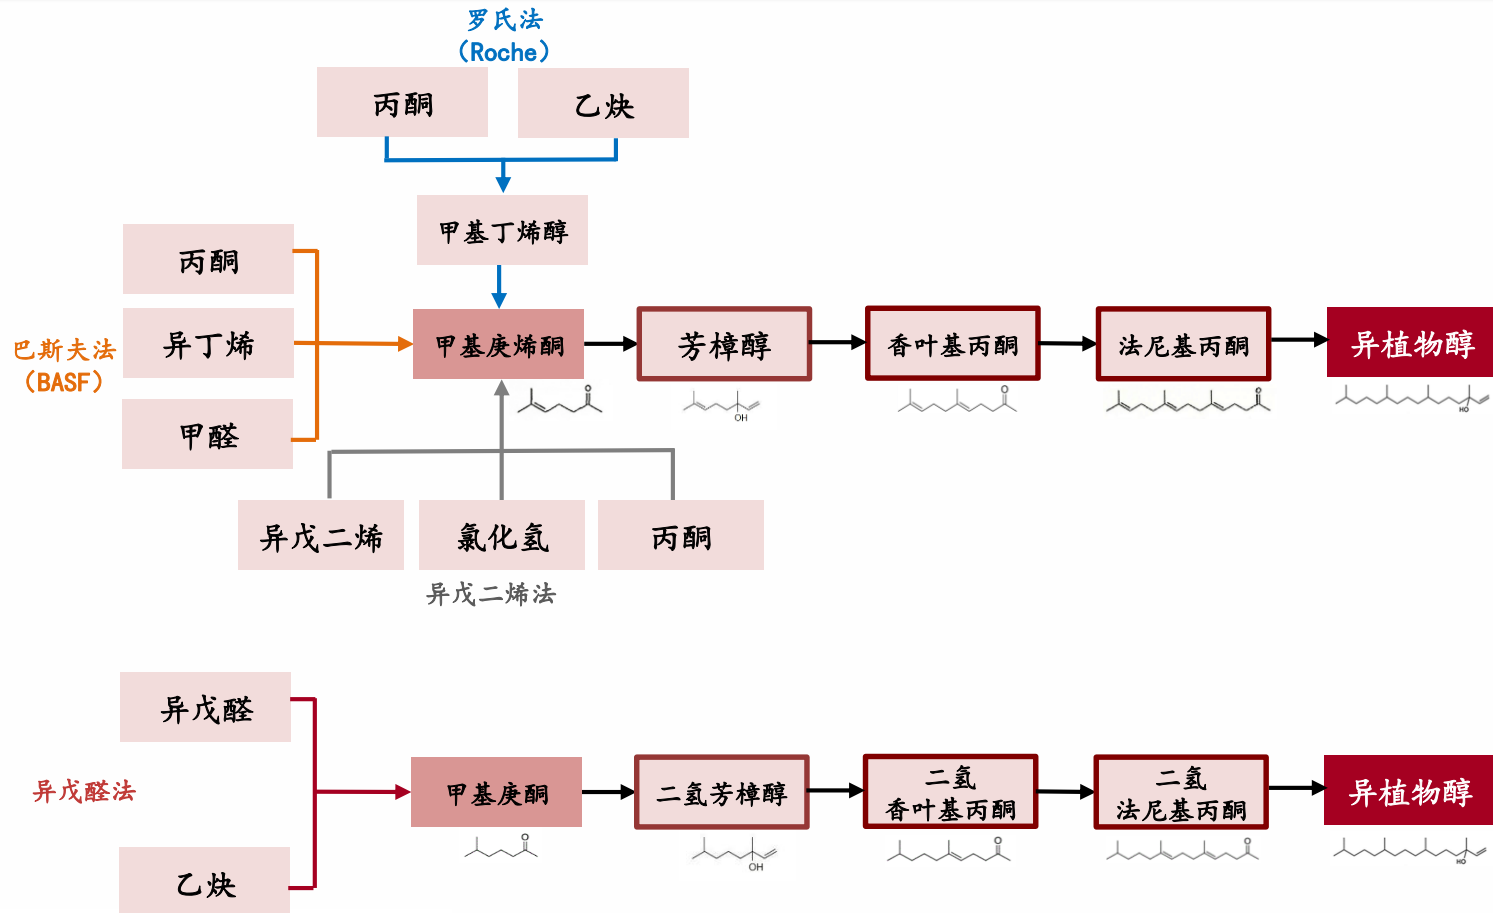 罗氏法
（Roche）
丙酮
乙炔
甲基丁烯醇
丙酮
异丁烯
甲醛
巴斯夫法
（BASF）
甲基庚烯酮
芳樟醇
香叶基丙酮
法尼基丙酮
异植物醇
O
OH
O
O
HO
异戊二烯
氯化氢
丙酮
异戊二烯法
异戊醛
异戊醛法
乙炔
甲基庚酮
二氢芳樟醇
二氢
香叶基丙酮
二氢
法尼基丙酮
异植物醇
O
OH
O
O
HO